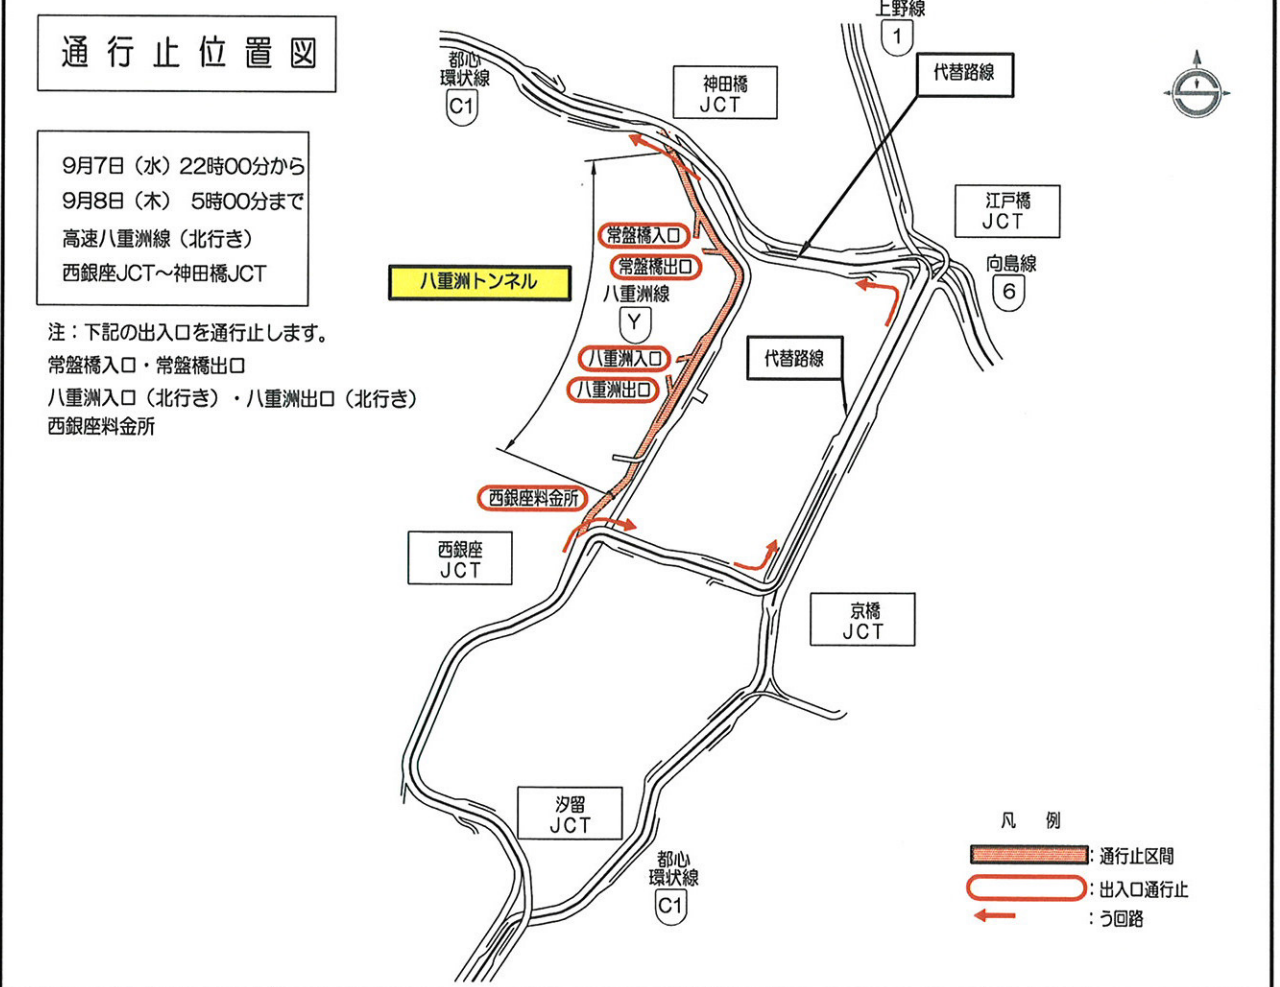 通行止位置図
9月7日（水）22時00分から
9月8日（木） 5時00分まで
高速八重洲線（北行き）
西銀座JCT～神田橋JCT
注：下記の出入口を通行止します。
常盤橋入口・常盤橋出口
八重洲入口（北行き）・八重洲出口（北行き）
西銀座料金所
上野線
1
都心
環状線
C1
神田橋
JCT
代替路線
江戸橋
JCT
向島線
6
常盤橋入口
常盤橋出口
八重洲トンネル
八重洲線
Y
八重洲入口
八重洲出口
代替路線
西銀座料金所
西銀座
JCT
京橋
JCT
汐留
JCT
都心
環状線
C1
凡 例
：通行止区間
：出入口通行止
：う回路